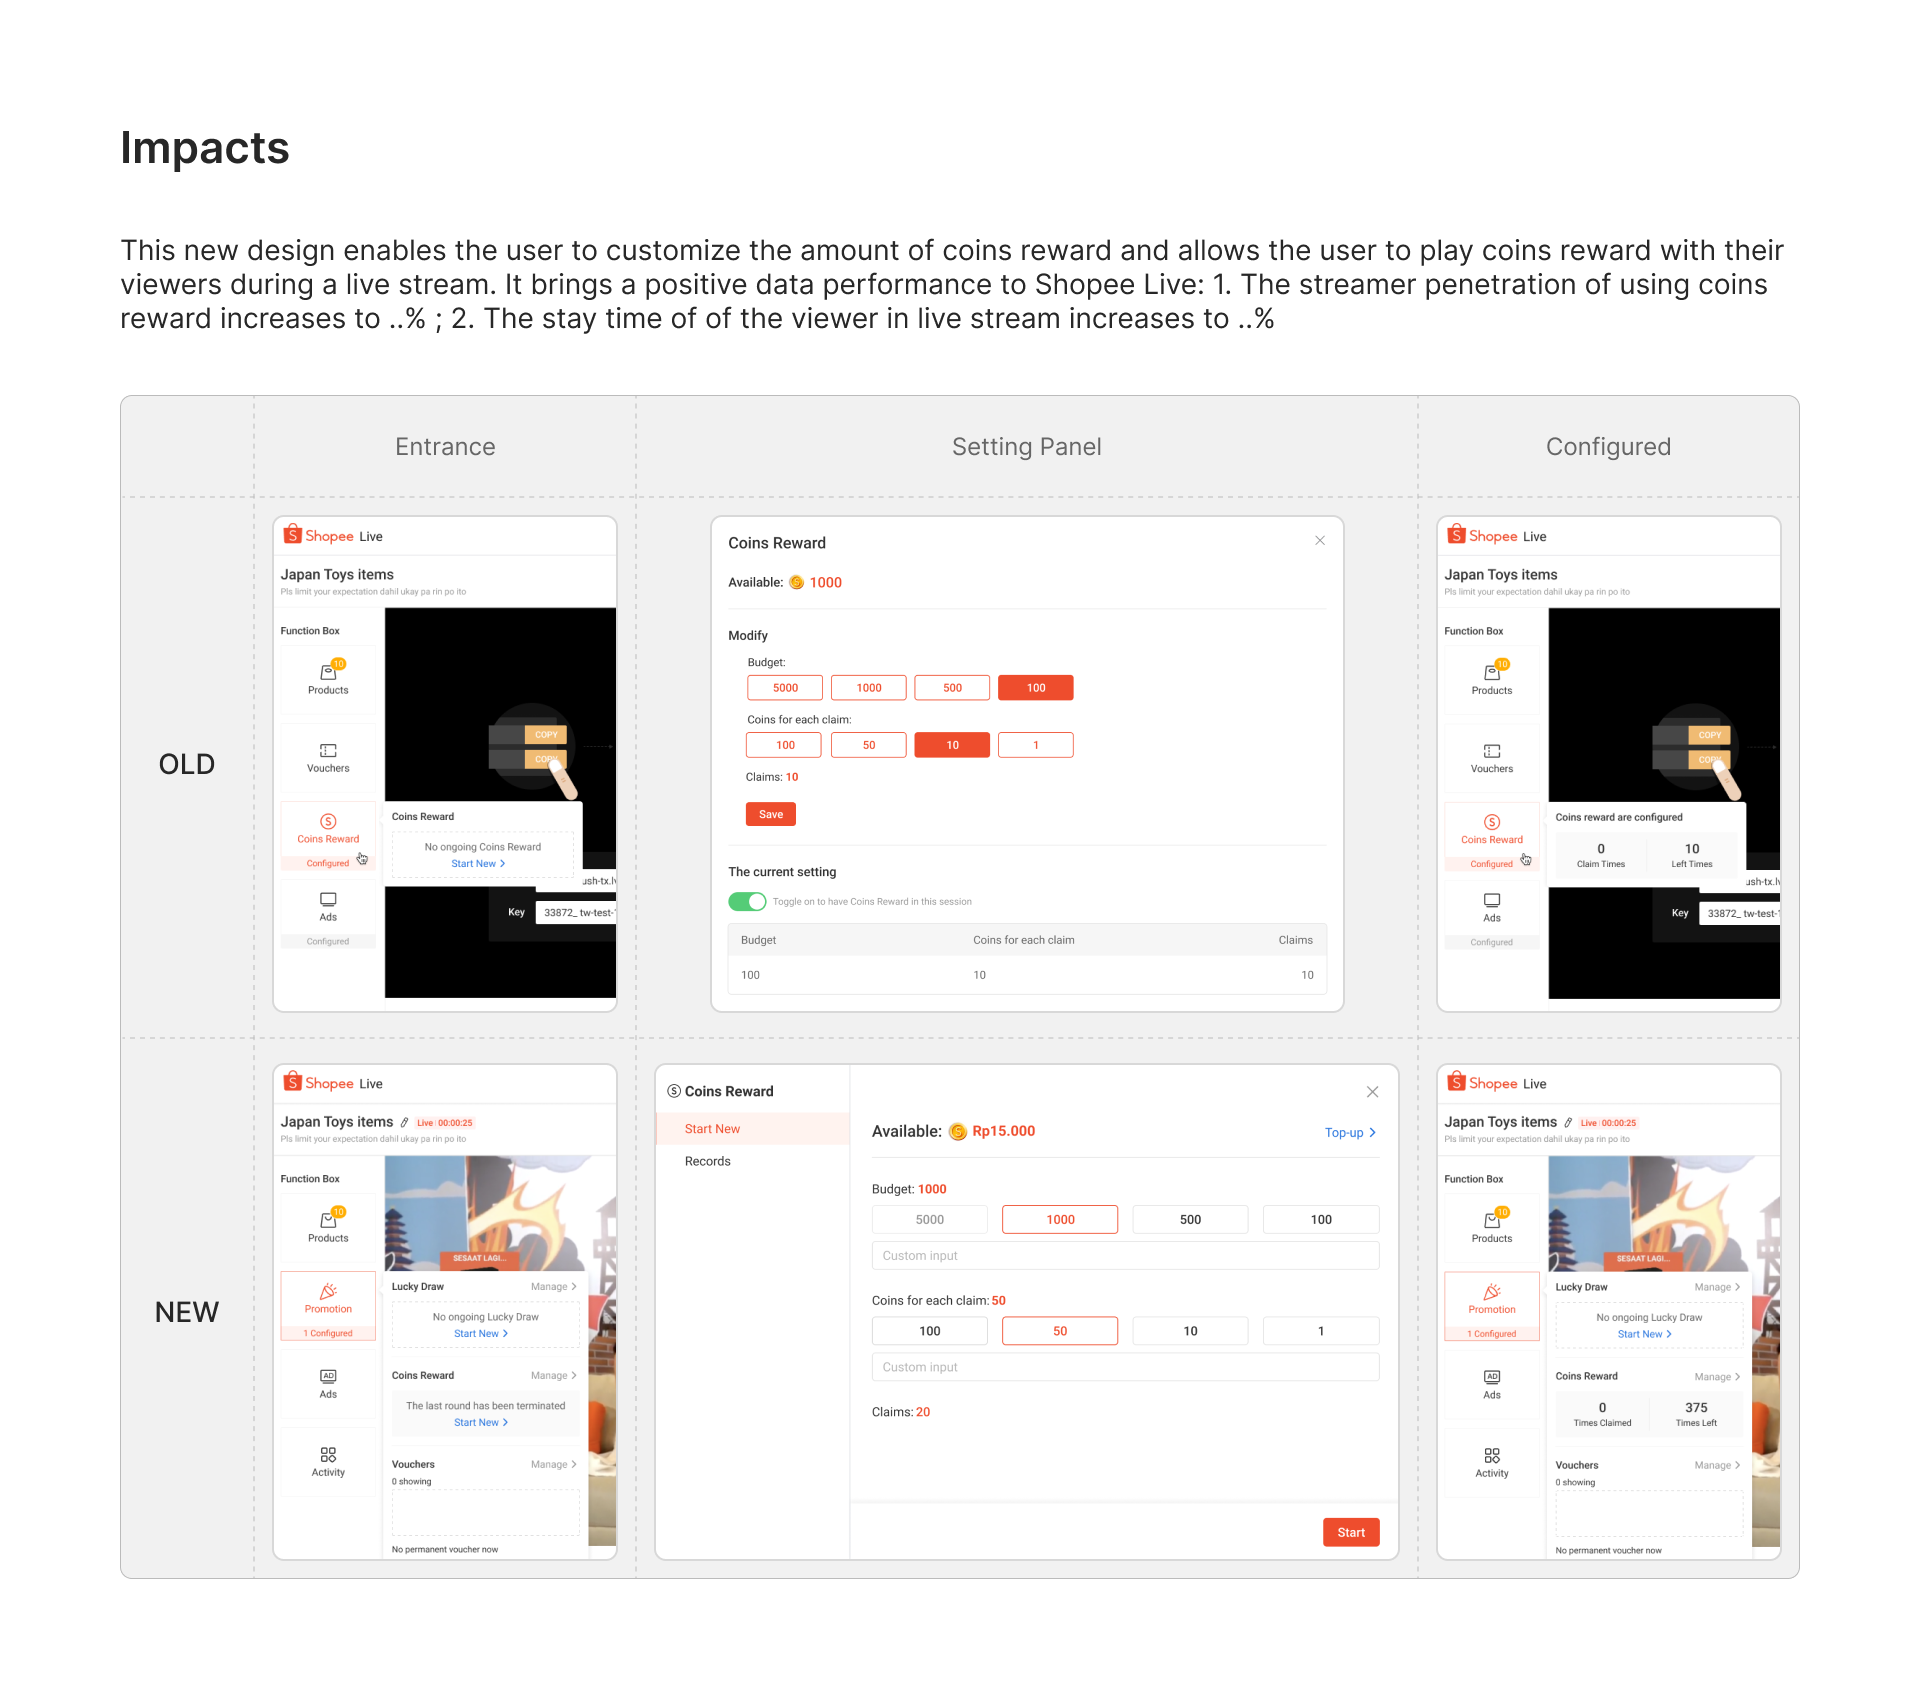 Impacts
This new design enables the user to customize the amount of coins reward and allows the user to play coins reward with their
viewers during a live stream. It brings a positive data performance to Shopee Live: 1. The streamer penetration of using coins
reward increases to ..% ; 2. The stay time of of the viewer in live stream increases to ..%
Entrance
Setting Panel
Configured
OLD
Shopee Live
Japan Toys items
Pls limit your expectation dahil ukay pa rin po ito
Function Box
10
Products
Vouchers
Coins Reward
Configured
Ads
Configured
COPY
COPY
Coins Reward
No ongoing Coins Reward
Start New >
ush-tx.lv
Key
33872_ tw-test-1
Coins Reward
Available: 1000
Modify
Budget:
5000 1000 500 100
Coins for each claim:
100 50 10 1
Claims: 10
Save
The current setting
Toggle on to have Coins Reward in this session
Budget Coins for each claim Claims
100 10 10
Shopee Live
Japan Toys items
Pls limit your expectation dahil ukay pa rin po ito
Function Box
10
Products
Vouchers
Coins Reward
Configured
Ads
Configured
COPY
COPY
Coins reward are configured
0 10
Claim Times Left Times
ush-tx.lv
Key
33872_ tw-test-1
NEW
Shopee Live
Japan Toys items Live 00:00:25
Pls limit your expectation dahil ukay pa rin po ito
Function Box
10
Products
Promotion
1 Configured
AD
Ads
Activity
SESAAT LAGI...
Lucky Draw Manage >
No ongoing Lucky Draw
Start New >
Coins Reward Manage >
The last round has been terminated
Start New >
Vouchers Manage >
0 showing
No permanent voucher now
Coins Reward
Start New
Records
Available: Rp15.000 Top-up >
Budget: 1000
5000 1000 500 100
Custom input
Coins for each claim: 50
100 50 10 1
Custom input
Claims: 20
Start
Shopee Live
Japan Toys items Live 00:00:25
Pls limit your expectation dahil ukay pa rin po ito
Function Box
10
Products
Promotion
1 Configured
AD
Ads
Activity
SESAAT LAGI...
Lucky Draw Manage >
No ongoing Lucky Draw
Start New >
Coins Reward Manage >
0 375
Times Claimed Times Left
Vouchers Manage >
0 showing
No permanent voucher now